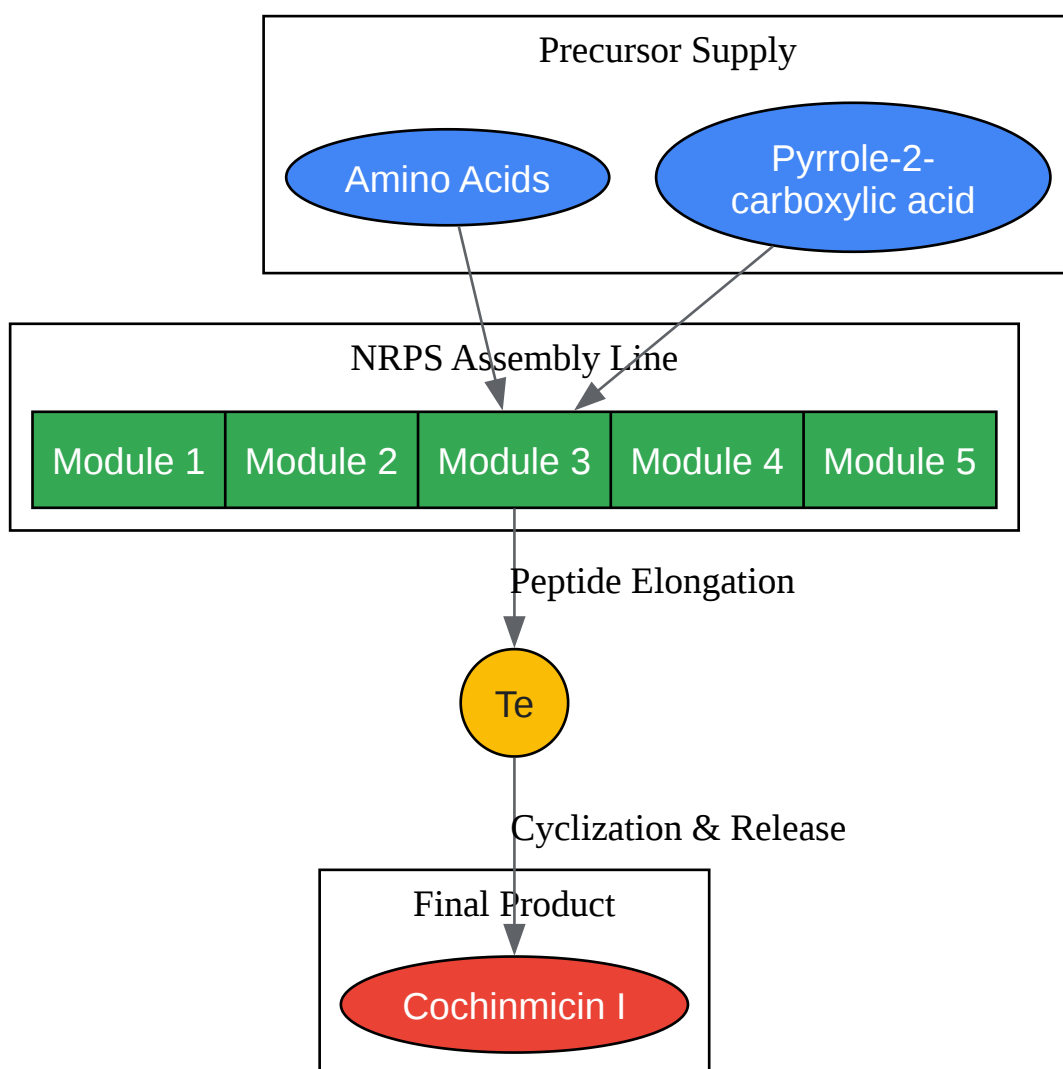 Precursor Supply
Amino Acids
Pyrrole-2-
carboxylic acid
NRPS Assembly Line
Module 1
Module 2
Module 3
Module 4
Module 5
Peptide Elongation
Te
Cyclization & Release
Final Product
Cochinmicin I